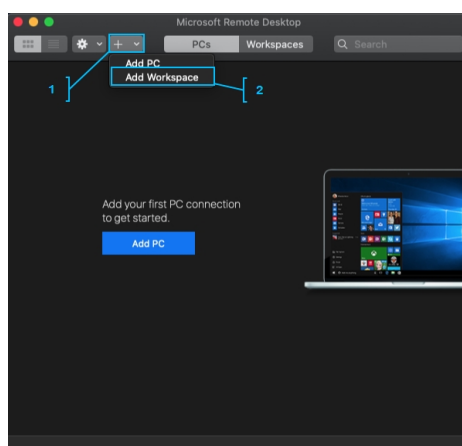 Microsoft Remote Desktop
PCs
Workspaces
Search
Add PC
Add Workspace
1
2
Add your first PC connection
to get started.
Add PC